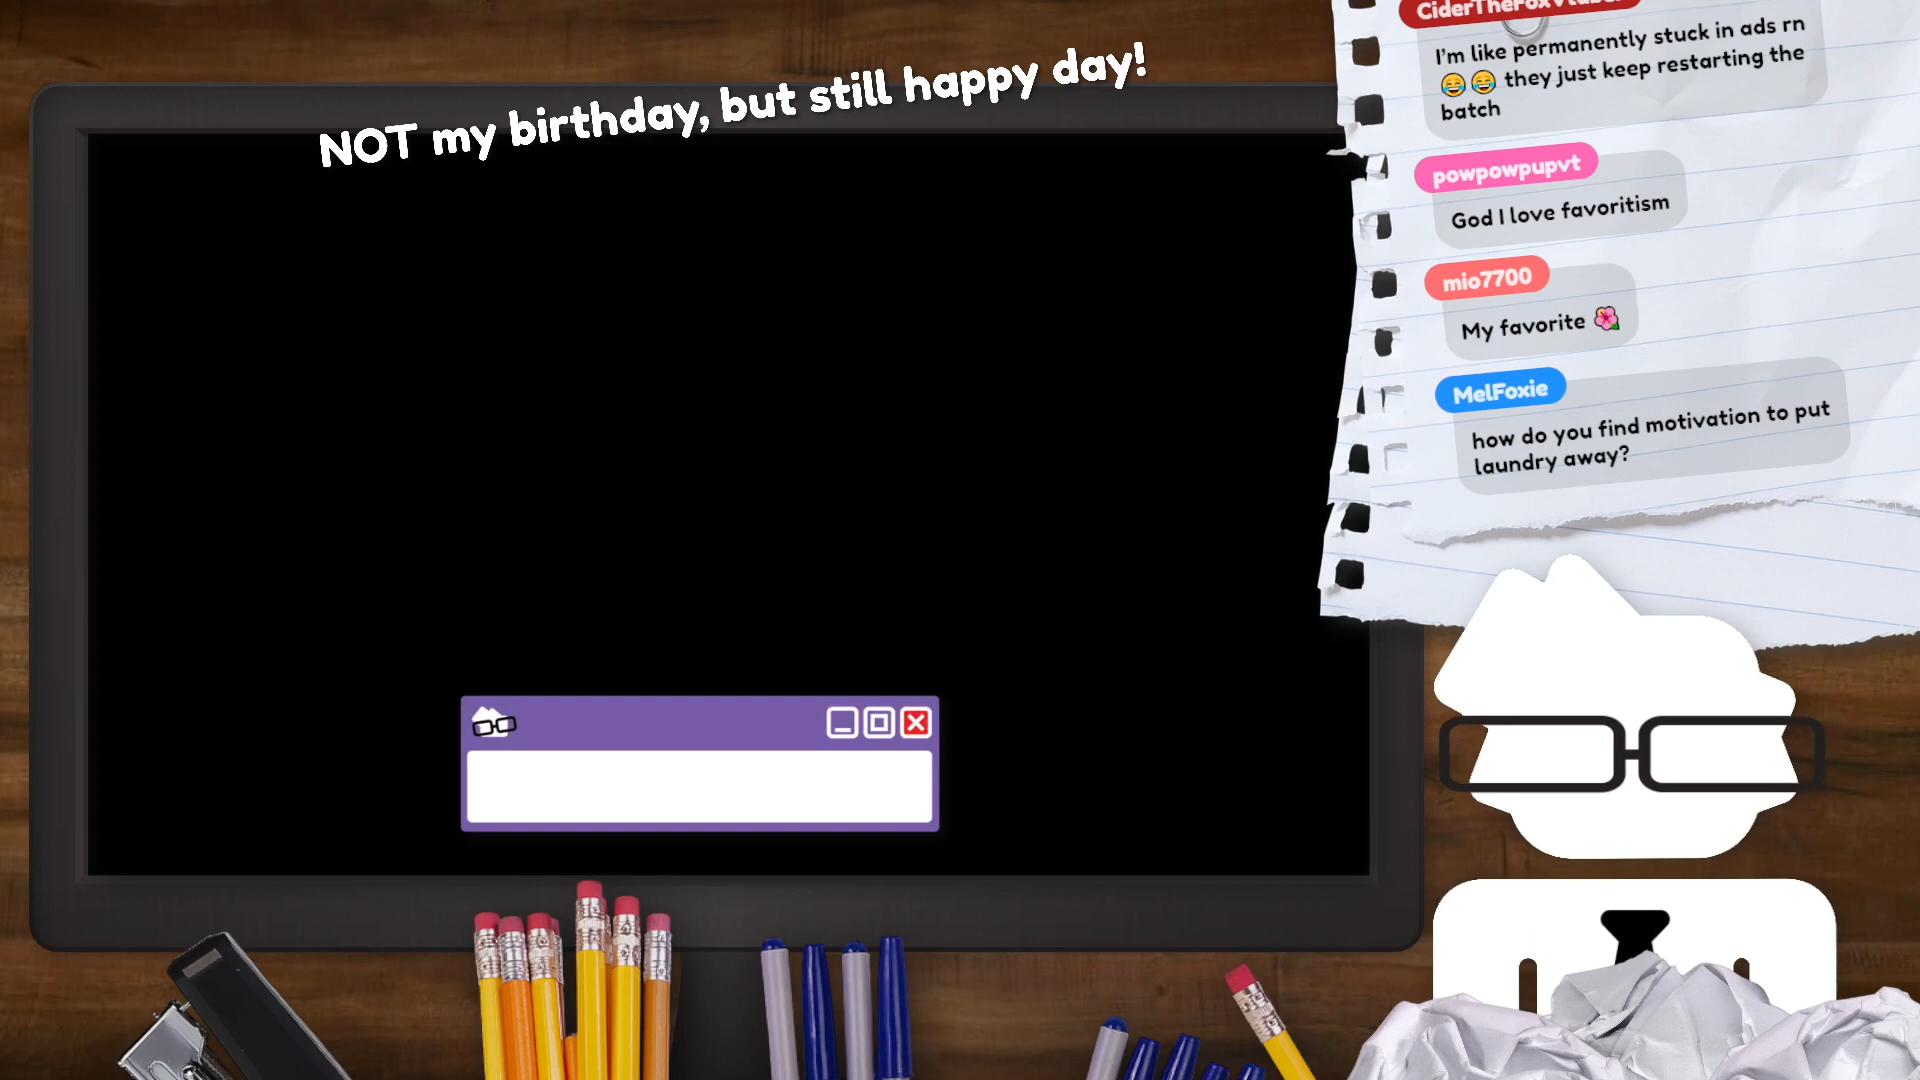 NOT my birthday, but still happy day!
CiderTheFoxVtuber
I'm like permanently stuck in ads rn
😂😂 they just keep restarting the
batch
powpowpupvt
God I love favoritism
mio7700
My favorite 🌺
MelFoxie
how do you find motivation to put
laundry away?